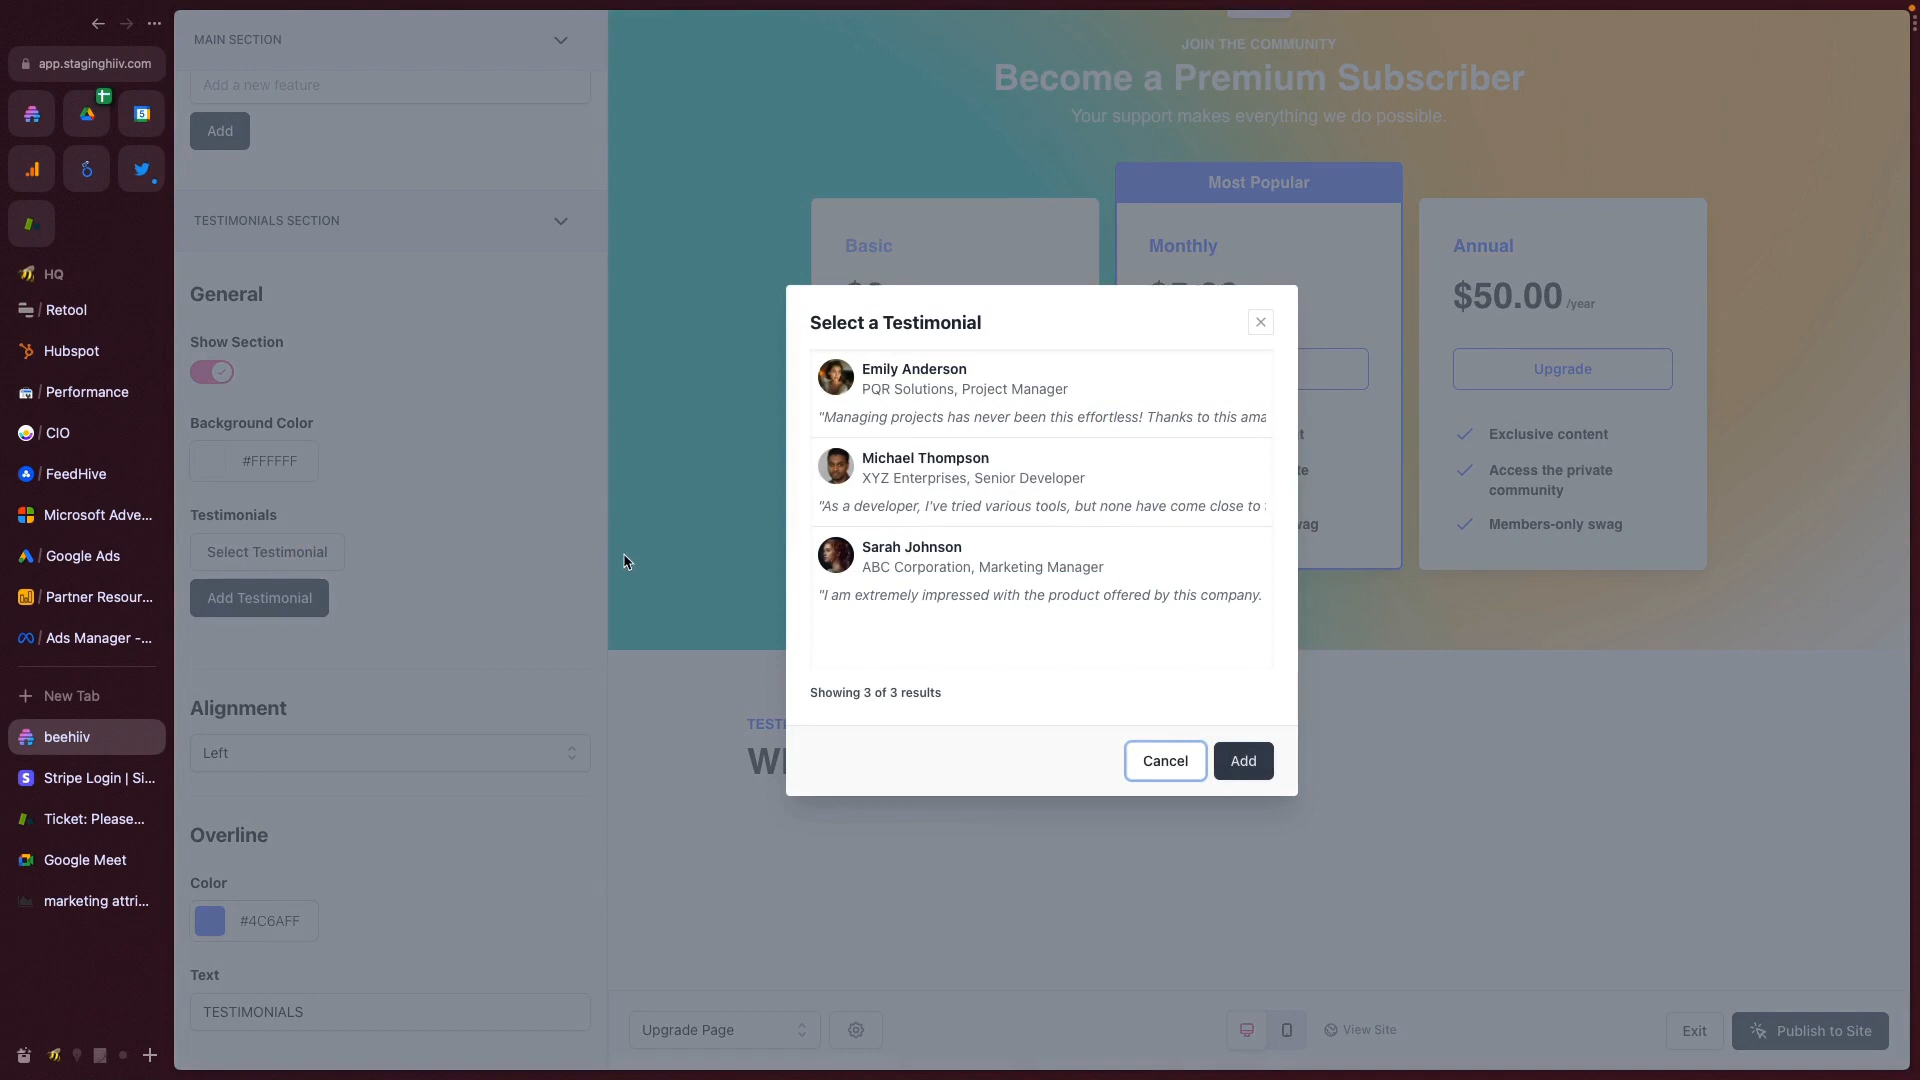 app.staginghiiv.com
HQ
/ Retool
Hubspot
/ Performance
/ CIO
/ FeedHive
Microsoft Adve...
/ Google Ads
/ Partner Resour...
/ Ads Manager -...
New Tab
beehiiv
Stripe Login | Si...
Ticket: Please...
Google Meet
marketing attri...
MAIN SECTION
Add a new feature
Add
TESTIMONIALS SECTION
General
Show Section
Background Color
#FFFFFF
Testimonials
Select Testimonial
Add Testimonial
Alignment
Left
Overline
Color
#4C6AFF
Text
TESTIMONIALS
JOIN THE COMMUNITY
Become a Premium Subscriber
Your support makes everything we do possible.
Most Popular
Basic
Monthly
Annual
$50.00 /year
Upgrade
Exclusive content
Access the private
community
Members-only swag
Select a Testimonial
Emily Anderson
PQR Solutions, Project Manager
"Managing projects has never been this effortless! Thanks to this ama
Michael Thompson
XYZ Enterprises, Senior Developer
"As a developer, I've tried various tools, but none have come close to
Sarah Johnson
ABC Corporation, Marketing Manager
"I am extremely impressed with the product offered by this company.
Showing 3 of 3 results
Cancel
Add
Upgrade Page
View Site
Exit
Publish to Site